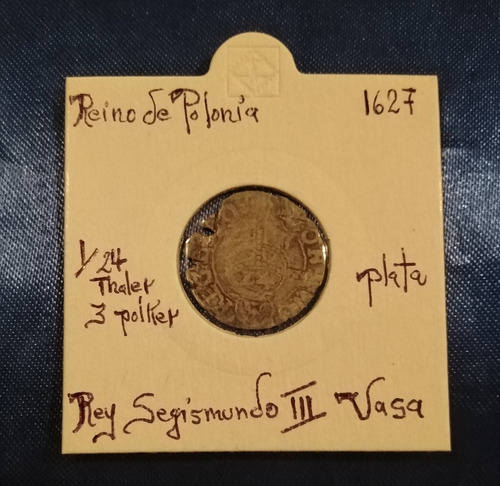 Reino de Polonia
1627
1/24
Thaler
3 polker
plata
Rey Segismundo III Vasa